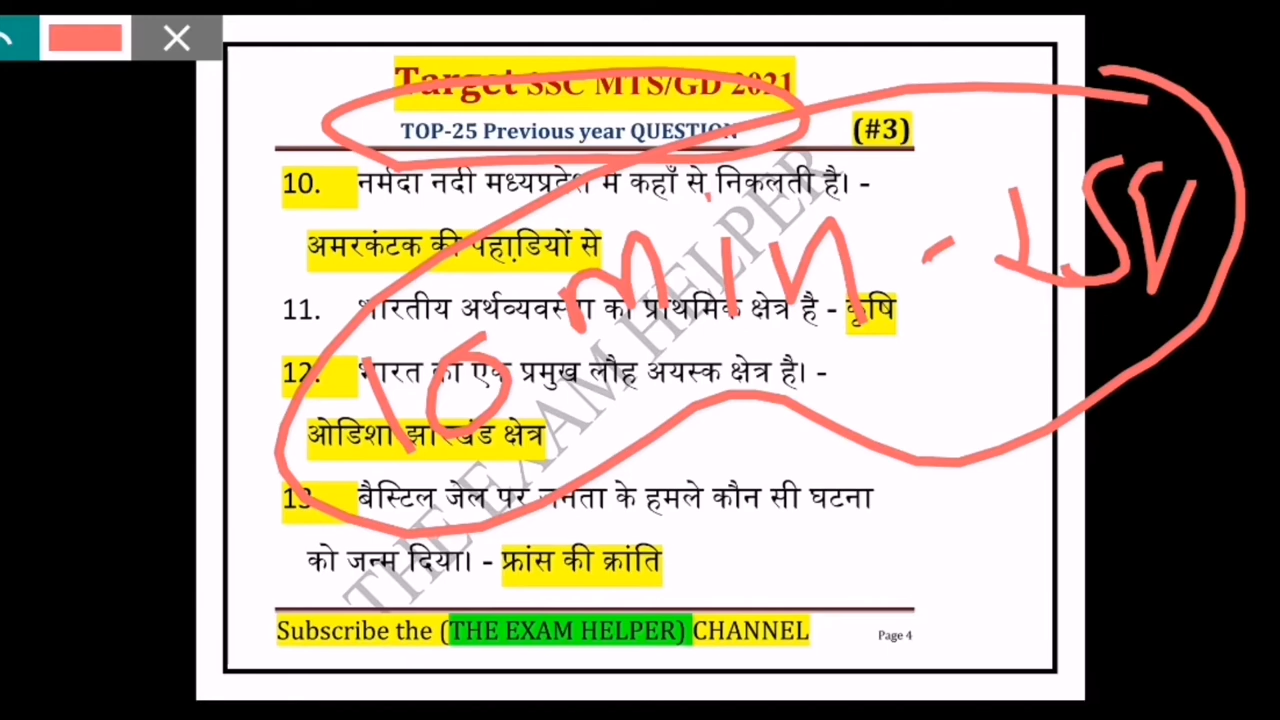 Target SSC MTS/GD 2021
TOP-25 Previous year QUESTION (#3)
10. नर्मदा नदी मध्यप्रदेश में कहाँ से निकलती है। -
अमरकंटक की पहाड़ियों से
11. भारतीय अर्थव्यवस्था का प्राथमिक क्षेत्र है - कृषि
12. भारत का एक प्रमुख लौह अयस्क क्षेत्र है। -
ओडिशा झारखंड क्षेत्र
13. बैस्टिल जेल पर जनता के हमले कौन सी घटना
को जन्म दिया। - फ्रांस की क्रांति
10 min -
THE EXAM HELPER
Subscribe the (THE EXAM HELPER) CHANNEL
Page 4